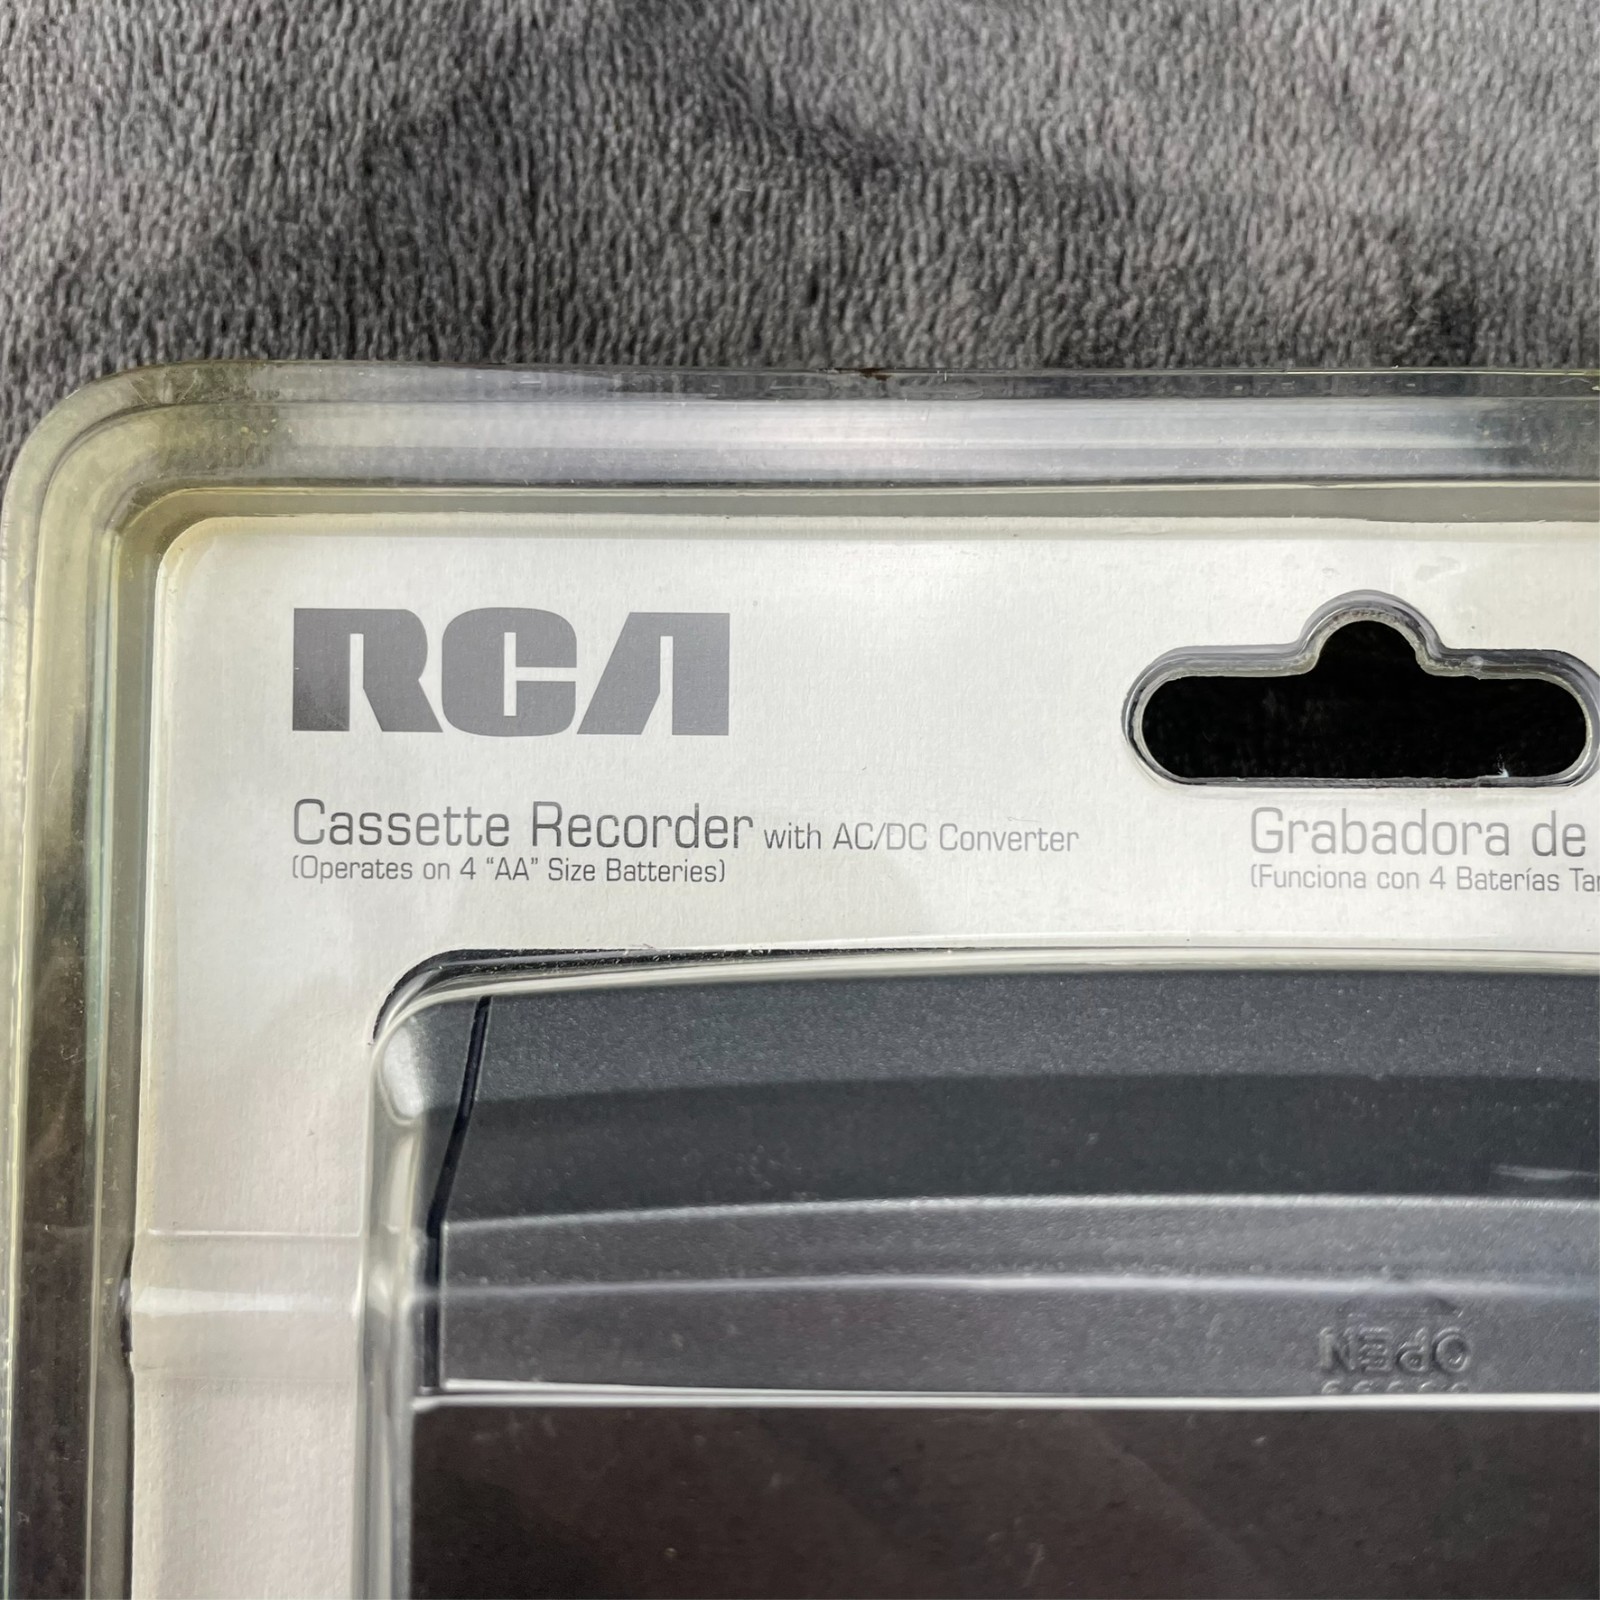 RCA
Cassette Recorder with AC/DC Converter
(Operates on 4 “AA” Size Batteries)
Grabadora de
(Funciona con 4 Baterías
OPEN